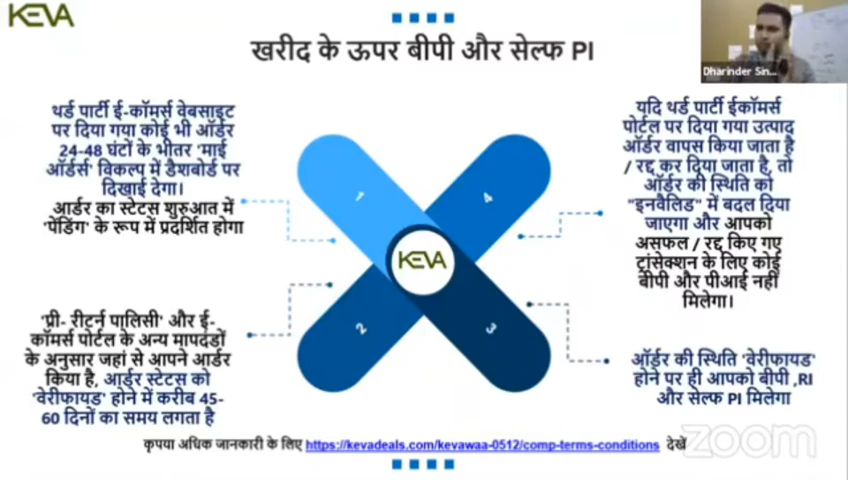 KEVA
खरीद के ऊपर बीपी और सेल्फ PI
Dharinder Sin...
थर्ड पार्टी ई-कॉमर्स वेबसाइट
पर दिया गया कोई भी ऑर्डर
24-48 घंटों के भीतर 'माई
ऑर्डर्स' विकल्प में डैशबोर्ड पर
दिखाई देगा।
आर्डर का स्टेटस शुरुआत में
'पेंडिंग' के रूप में प्रदर्शित होगा
1
'प्री- रीटर्न पालिसी' और ई-
कॉमर्स पोर्टल के अन्य मापदंडों
के अनुसार जहां से आपने आर्डर
किया है, आर्डर स्टेटस को
'वेरीफायड' होने में करीब 45-
60 दिनों का समय लगता है
2
KEVA
यदि थर्ड पार्टी ईकॉमर्स
पोर्टल पर दिया गया उत्पाद
ऑर्डर वापस किया जाता है
/ रद्द कर दिया जाता है, तो
ऑर्डर की स्थिति को
"इनवैलिड" में बदल दिया
जाएगा और आपको
असफल / रद्द किए गए
ट्रांसेक्शन के लिए कोई
बीपी और पीआई नहीं
मिलेगा।
4
3
ऑर्डर की स्थिति 'वेरीफायड'
होने पर ही आपको बीपी ,RI
और सेल्फ PI मिलेगा
कृपया अधिक जानकारी के लिए https://kevadeals.com/kevawaa-0512/comp-terms-conditions देखें
zoom